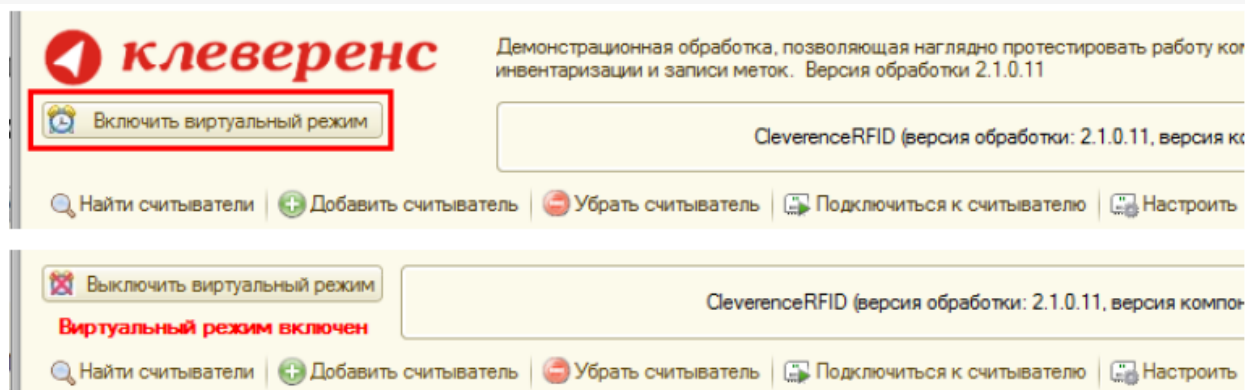 клеверенс
Демонстрационная обработка, позволяющая наглядно протестировать работу
инвентаризации и записи меток. Версия обработки 2.1.0.11
Включить виртуальный режим
CleverenceRFID (версия обработки: 2.1.0.11, версия
Найти считыватели Добавить считыватель Убрать считыватель Подключиться к считывателю Настроить
Выключить виртуальный режим
CleverenceRFID (версия обработки: 2.1.0.11, версия
Виртуальный режим включен
Найти считыватели Добавить считыватель Убрать считыватель Подключиться к считывателю Настроить